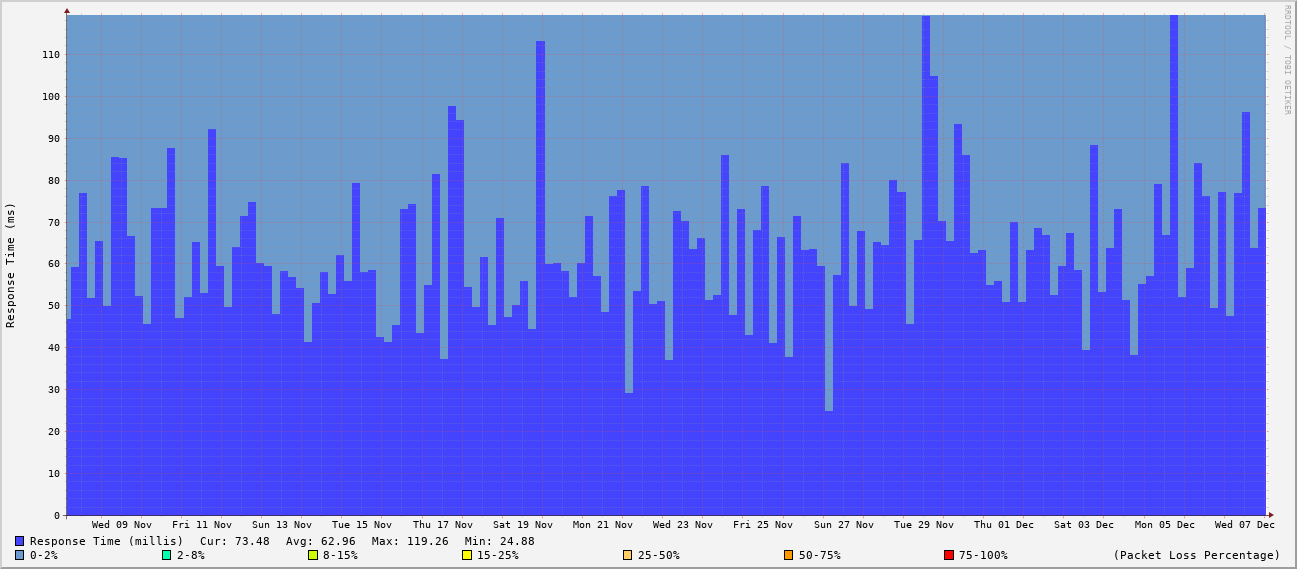 RRDTOOL / TOBI OETIKER
Response Time (ms)
110
100
90
80
70
60
50
40
30
20
10
0
Wed 09 Nov Fri 11 Nov Sun 13 Nov Tue 15 Nov Thu 17 Nov Sat 19 Nov Mon 21 Nov Wed 23 Nov Fri 25 Nov Sun 27 Nov Tue 29 Nov Thu 01 Dec Sat 03 Dec Mon 05 Dec Wed 07 Dec
Response Time (millis) Cur: 73.48 Avg: 62.96 Max: 119.26 Min: 24.88
0-2% 2-8% 8-15% 15-25% 25-50% 50-75% 75-100% (Packet Loss Percentage)